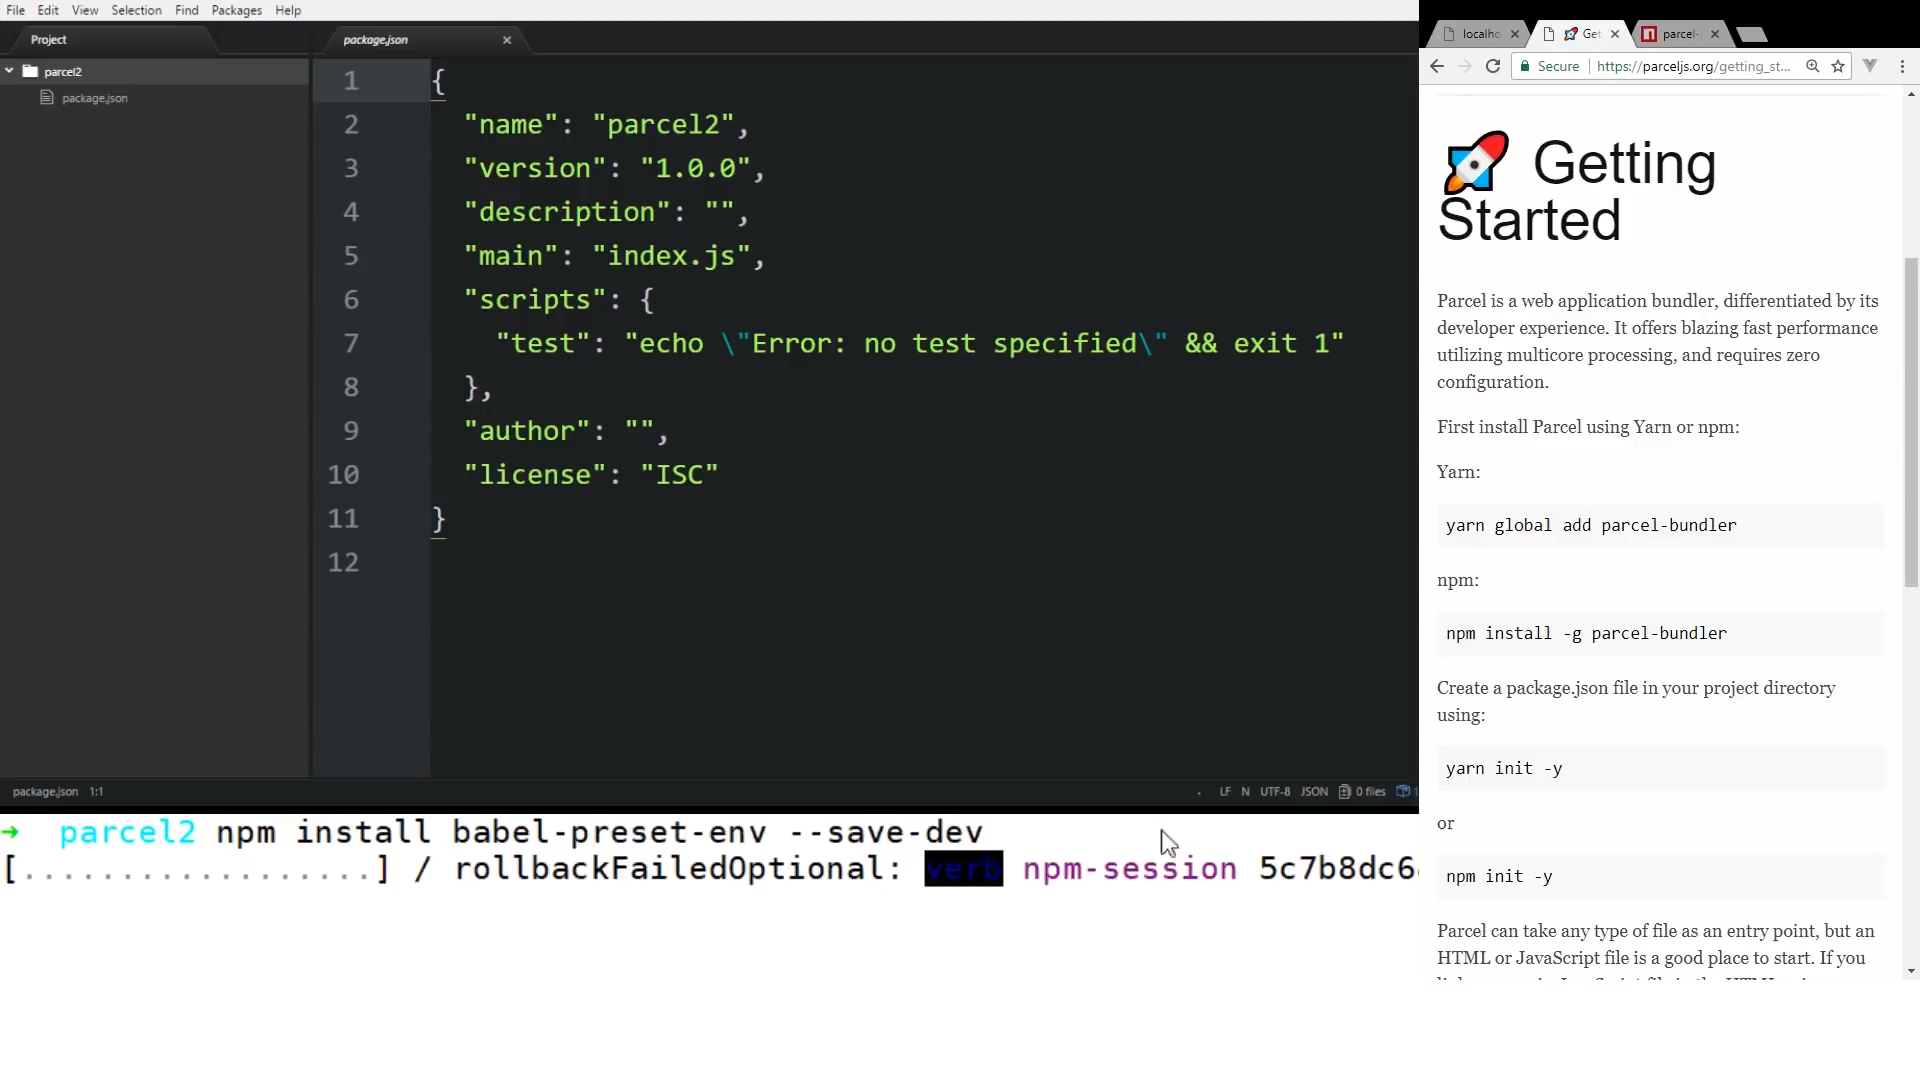 File Edit View Selection Find Packages Help
Project
parcel2
package.json
package.json
1 {
2 "name": "parcel2",
3 "version": "1.0.0",
4 "description": "",
5 "main": "index.js",
6 "scripts": {
7 "test": "echo \"Error: no test specified\" && exit 1"
8 },
9 "author": "",
10 "license": "ISC"
11 }
12
package.json 1:1
LF N UTF-8 JSON 0 files 1
➜ parcel2 npm install babel-preset-env --save-dev
[..................] / rollbackFailedOptional: verb npm-session 5c7b8dc6
localho
Get
parcel-
Secure https://parceljs.org/getting_st...
Getting
Started
Parcel is a web application bundler, differentiated by its
developer experience. It offers blazing fast performance
utilizing multicore processing, and requires zero
configuration.
First install Parcel using Yarn or npm:
Yarn:
yarn global add parcel-bundler
npm:
npm install -g parcel-bundler
Create a package.json file in your project directory
using:
yarn init -y
or
npm init -y
Parcel can take any type of file as an entry point, but an
HTML or JavaScript file is a good place to start. If you